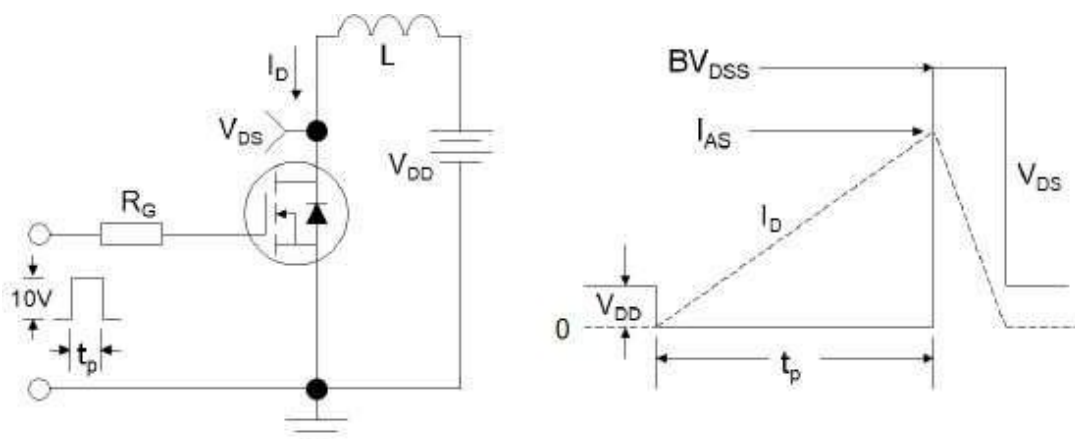 L
I_D
V_DS
V_DD
R_G
10V
t_p
BV_DSS
I_AS
V_DS
I_D
V_DD
0
t_p